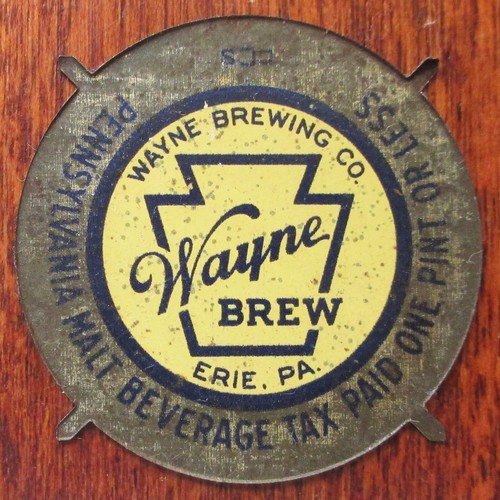 WAYNE BREWING CO.
Wayne
BREW
ERIE, PA.
PENNSYLVANIA MALT BEVERAGE TAX PAID ONE PINT OR LESS
CCS